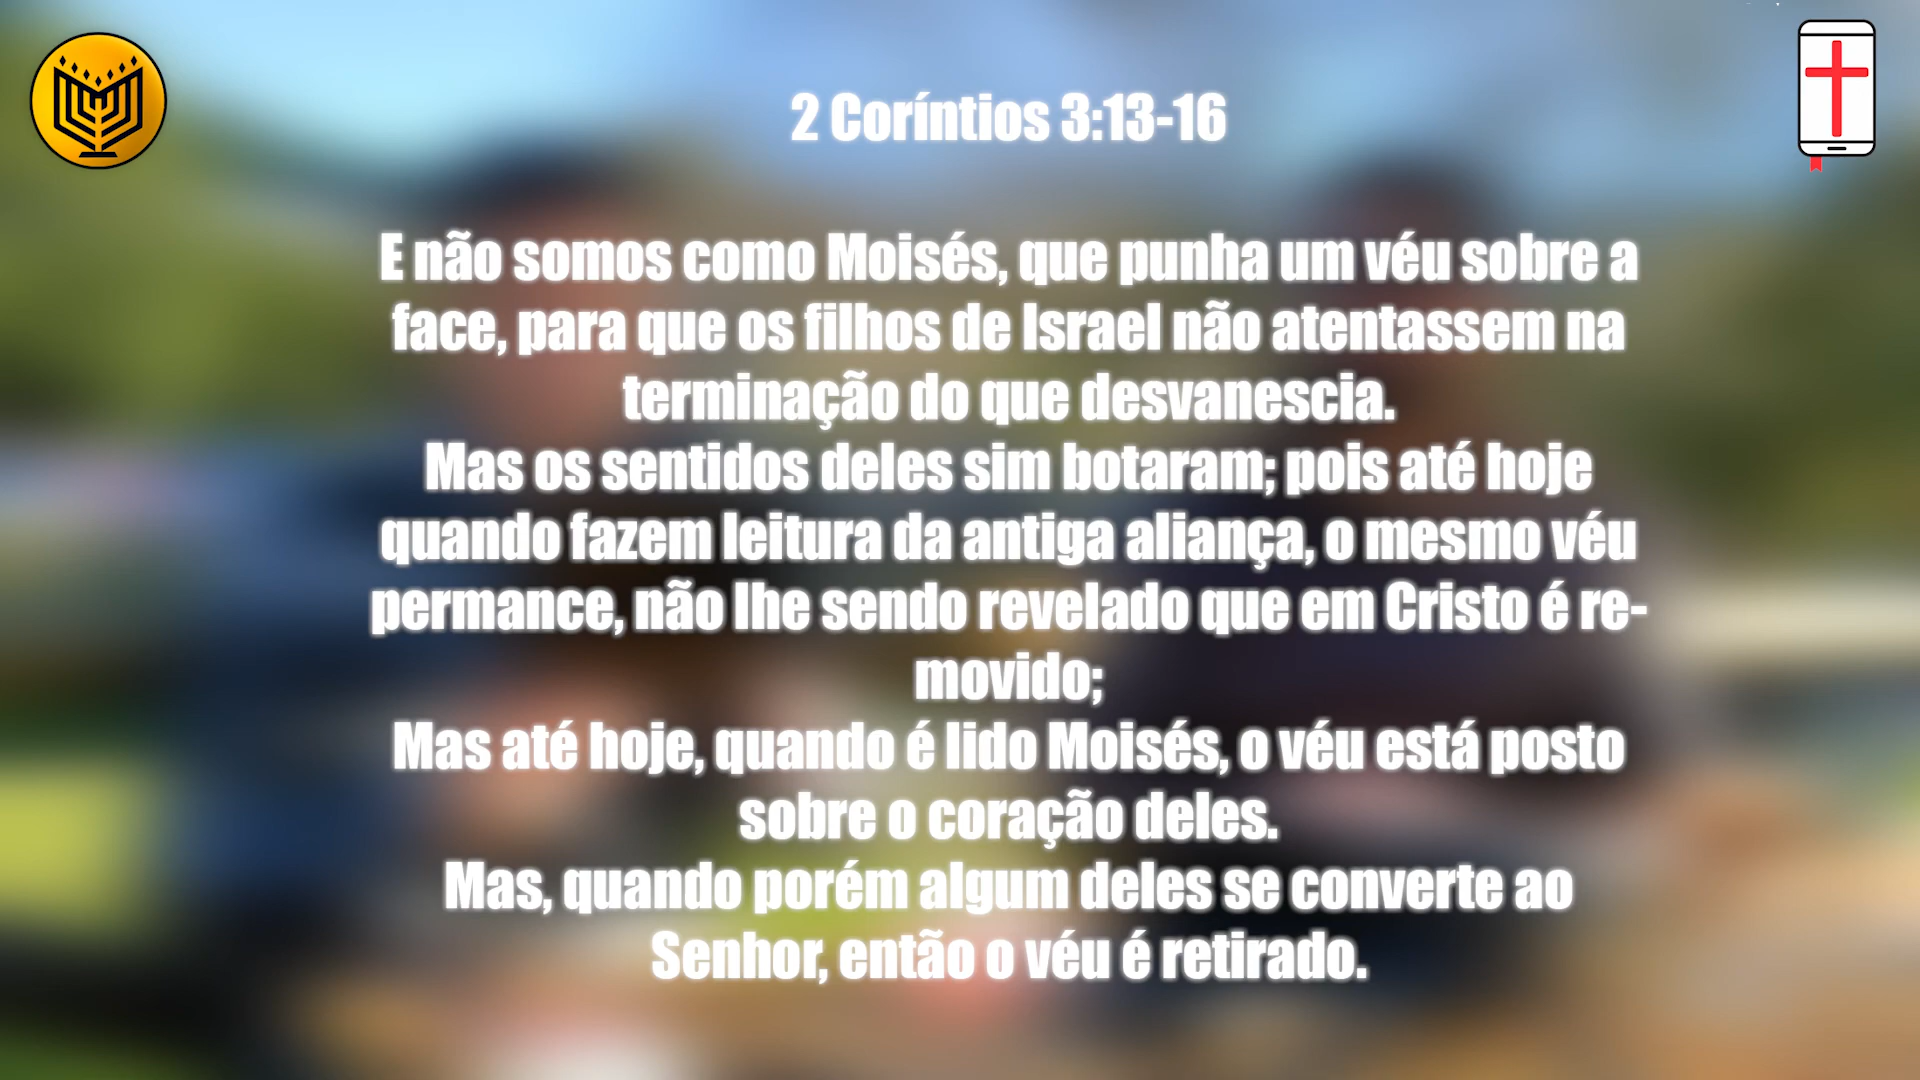 2 Coríntios 3:13-16
E não somos como Moisés, que punha um véu sobre a
face, para que os filhos de Israel não atentassem na
terminação do que desvanescia.
Mas os sentidos deles sim botaram; pois até hoje
quando fazem leitura da antiga aliança, o mesmo véu
permance, não lhe sendo revelado que em Cristo é re-
movido;
Mas até hoje, quando é lido Moisés, o véu está posto
sobre o coração deles.
Mas, quando porém algum deles se converte ao
Senhor, então o véu é retirado.